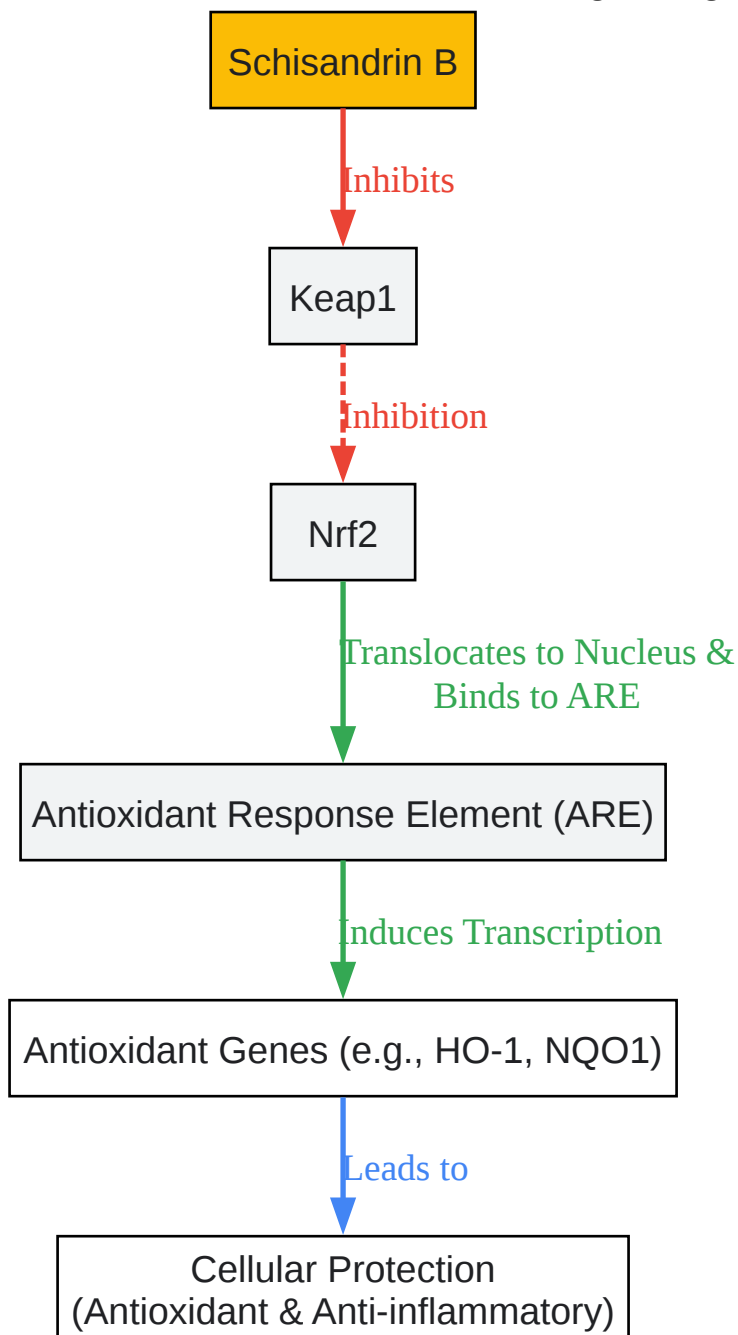 Schisandrin B
Inhibits
Keap1
Inhibition
Nrf2
Translocates to Nucleus &
Binds to ARE
Antioxidant Response Element (ARE)
Induces Transcription
Antioxidant Genes (e.g., HO-1, NQO1)
Leads to
Cellular Protection
(Antioxidant & Anti-inflammatory)